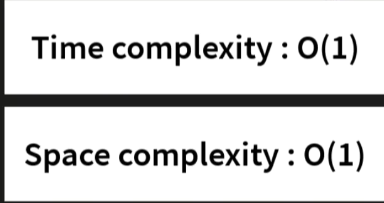 Time complexity : O(1)
Space complexity : O(1)